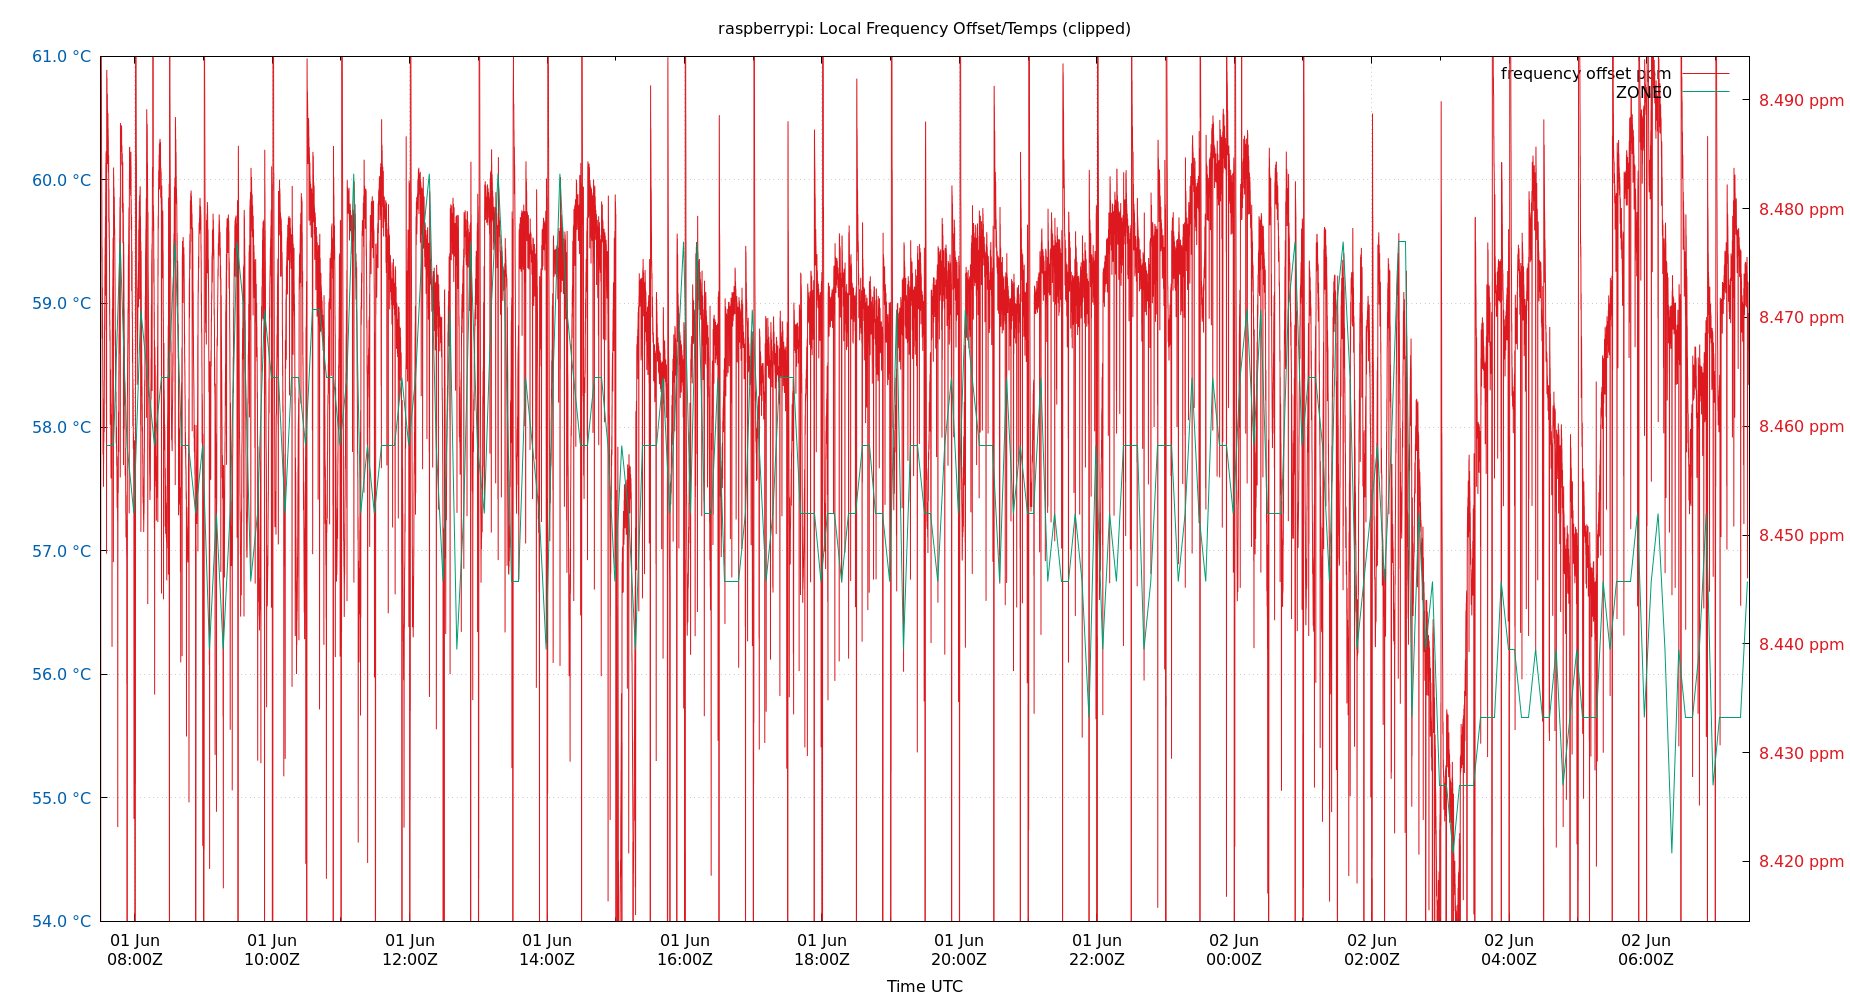 raspberrypi: Local Frequency Offset/Temps (clipped)
61.0 °C
60.0 °C
59.0 °C
58.0 °C
57.0 °C
56.0 °C
55.0 °C
54.0 °C
frequency offset ppm
ZONE0
8.490 ppm
8.480 ppm
8.470 ppm
8.460 ppm
8.450 ppm
8.440 ppm
8.430 ppm
8.420 ppm
01 Jun 01 Jun 01 Jun 01 Jun 01 Jun 01 Jun 01 Jun 01 Jun 02 Jun 02 Jun 02 Jun 02 Jun
08:00Z 10:00Z 12:00Z 14:00Z 16:00Z 18:00Z 20:00Z 22:00Z 00:00Z 02:00Z 04:00Z 06:00Z
Time UTC